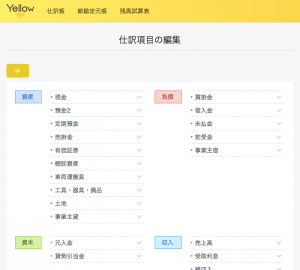 Yellow 仕訳帳 総勘定元帳 残高試算表
仕訳項目の編集
+
資産
• 現金
• 預金2
• 定期預金
• 売掛金
• 有価証券
• 棚卸資産
• 車両運搬具
• 工具・器具・備品
• 土地
• 事業主貸
負債
• 買掛金
• 借入金
• 未払金
• 前受金
• 事業主借
資本
• 元入金
• 貸倒引当金
収入
• 売上高
• 受取利息
• 雑収入